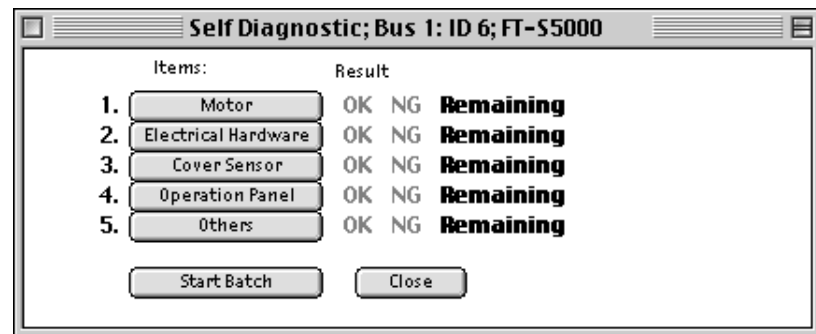 Self Diagnostic; Bus 1: ID 6; FT-S5000
Items: Result
1. Motor OK NG Remaining
2. Electrical Hardware OK NG Remaining
3. Cover Sensor OK NG Remaining
4. Operation Panel OK NG Remaining
5. Others OK NG Remaining
Start Batch Close